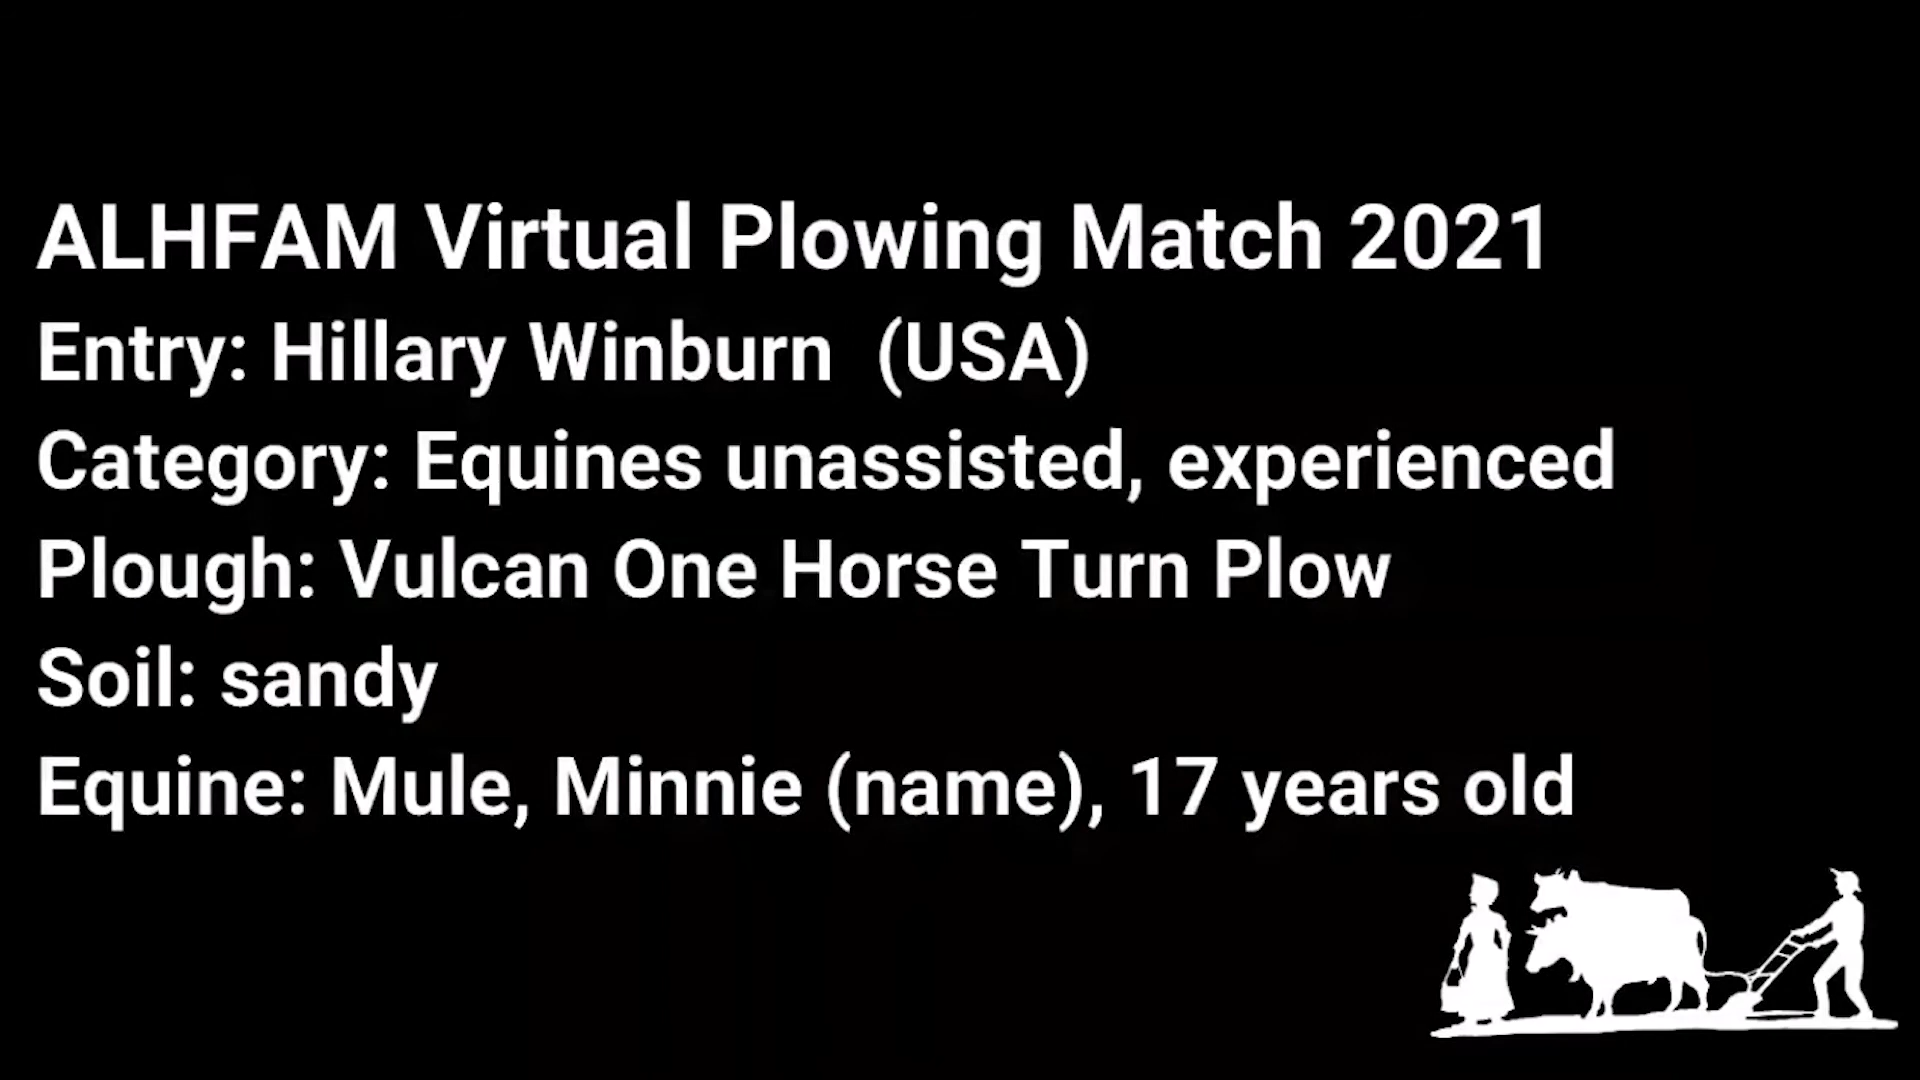 ALHFAM Virtual Plowing Match 2021
Entry: Hillary Winburn  (USA)
Category: Equines unassisted, experienced
Plough: Vulcan One Horse Turn Plow
Soil: sandy
Equine: Mule, Minnie (name), 17 years old